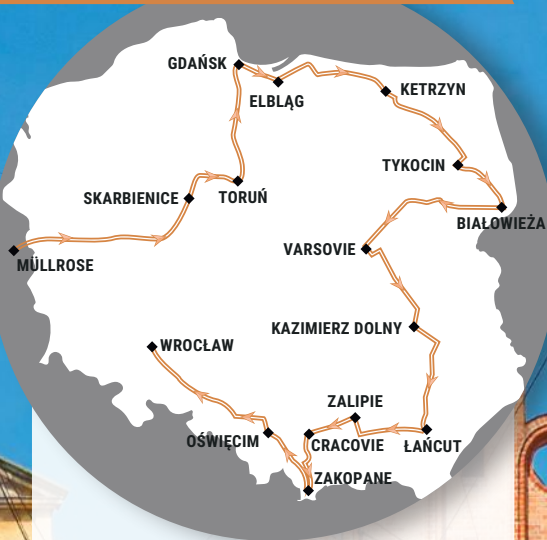 GDAŃSK
ELBLĄG
KETRZYN
TYKOCIN
SKARBIENICE
TORUŃ
BIAŁOWIEŻA
MÜLLROSE
VARSOVIE
KAZIMIERZ DOLNY
WROCŁAW
ZALIPIE
OŚWIĘCIM
CRACOVIE
ŁAŃCUT
ZAKOPANE